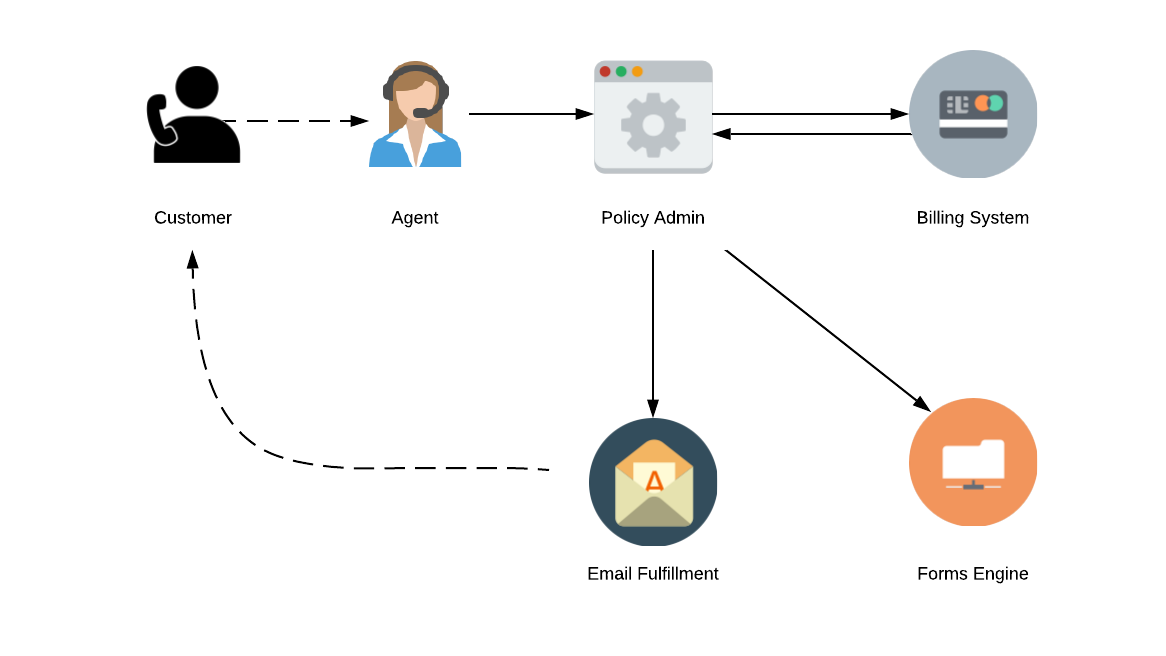 Customer
Agent
Policy Admin
Billing System
A
Email Fulfillment
Forms Engine